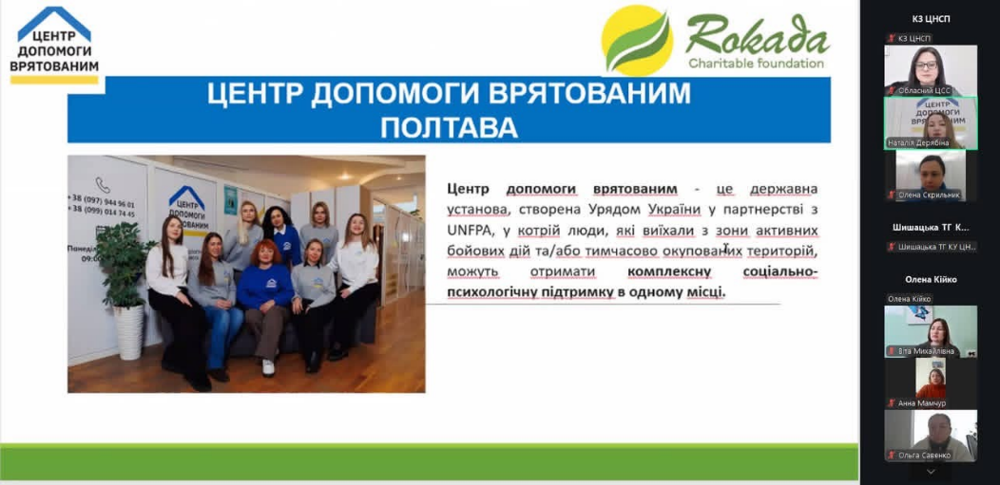 ЦЕНТР
ДОПОМОГИ
ВРЯТОВАНИМ
Rokada
Charitable foundation
ЦЕНТР ДОПОМОГИ ВРЯТОВАНИМ
ПОЛТАВА
+38 (097) 944 96 01
+38 (099) 014 74 45
ЦЕНТР
ДОПОМОГИ
Центр допомоги врятованим - це державна
установа, створена Урядом України у партнерстві з
UNFPA, у котрій люди, які виїхали з зони активних
бойових дій та/або тимчасово окупованих територій,
можуть отримати комплексну соціально-
психологічну підтримку в одному місці.
КЗ ЦНСП
КЗ ЦНСП
Обласний ЦСС
ЦЕНТР
Наталія Дерябіна
Олена Скрильник
Шишацька ТГ К...
Шишацька ТГ КУ ЦН...
Олена Кійко
Олена Кійко
Віта Михайлівна
Анна Мамчур
Ольга Савенко